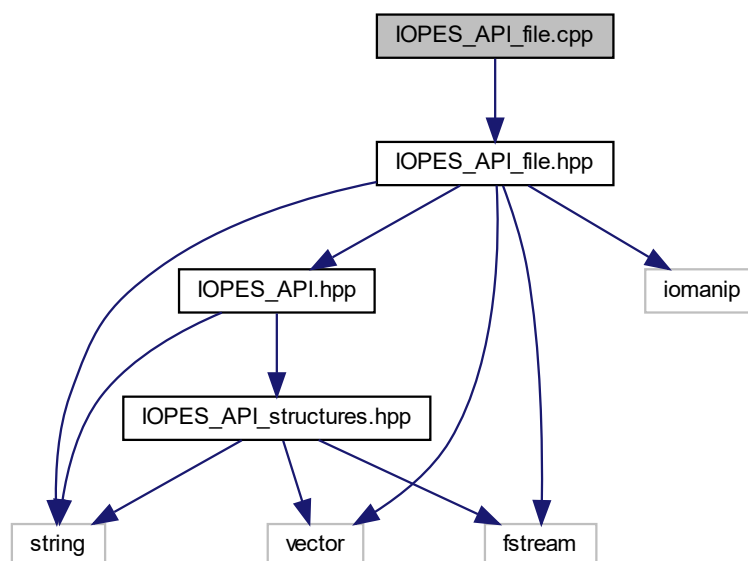 IOPES_API_file.cpp
IOPES_API_file.hpp
IOPES_API.hpp
iomanip
IOPES_API_structures.hpp
string
vector
fstream